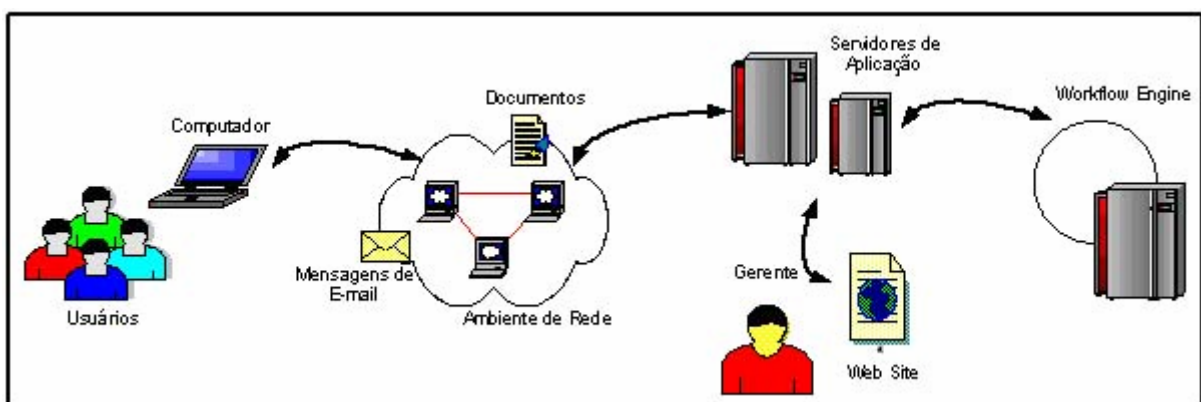 Servidores de
Aplicação
Workflow Engine
Documentos
Computador
Mensagens de
E-mail
Usuários
Ambiente de Rede
Gerente
Web Site